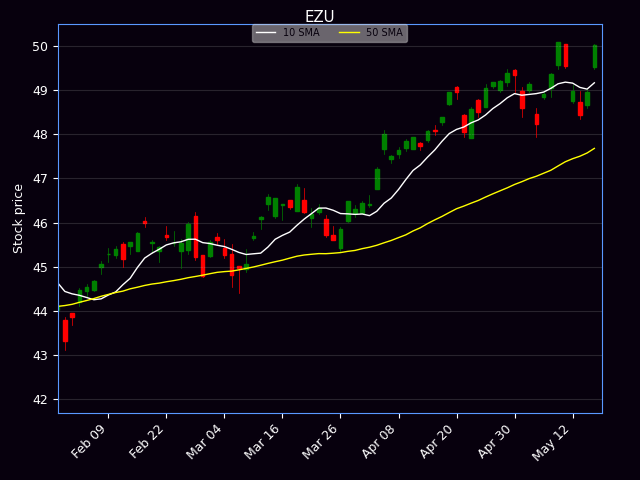 EZU
10 SMA
50 SMA
Stock price
50
49
48
47
46
45
44
43
42
Feb 09
Feb 22
Mar 04
Mar 16
Mar 26
Apr 08
Apr 20
Apr 30
May 12